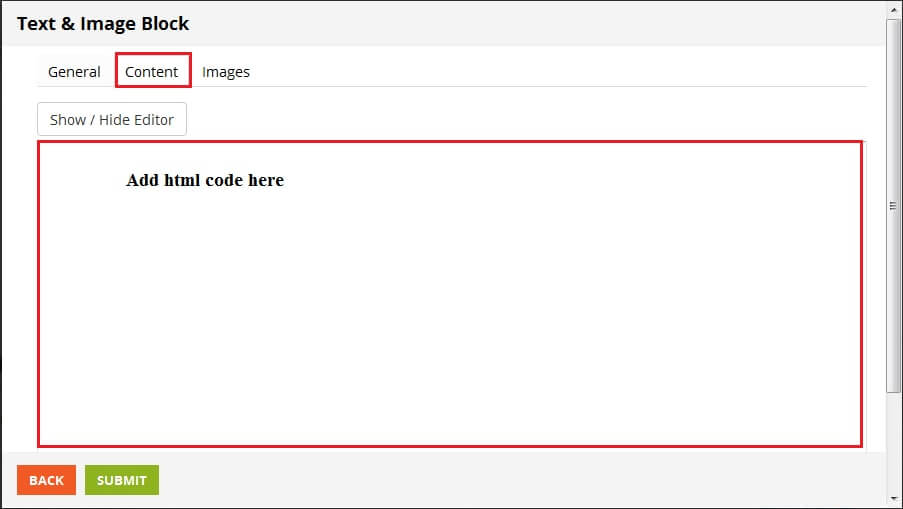 Text & Image Block
General Content Images
Show / Hide Editor
Add html code here
BACK SUBMIT